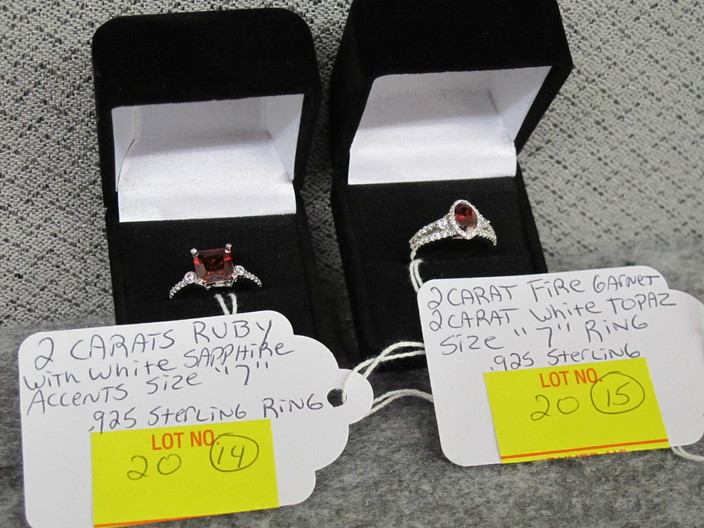 2 CARATS RUBY
with White SAPPHIRE
ACCENTS Size "7"
.925 Sterling RING
LOT NO.
20 14
2 CARAT FIRE GARNET
2 CARAT White TOPAZ
Size "7" RING
.925 Sterling
LOT NO.
20 15